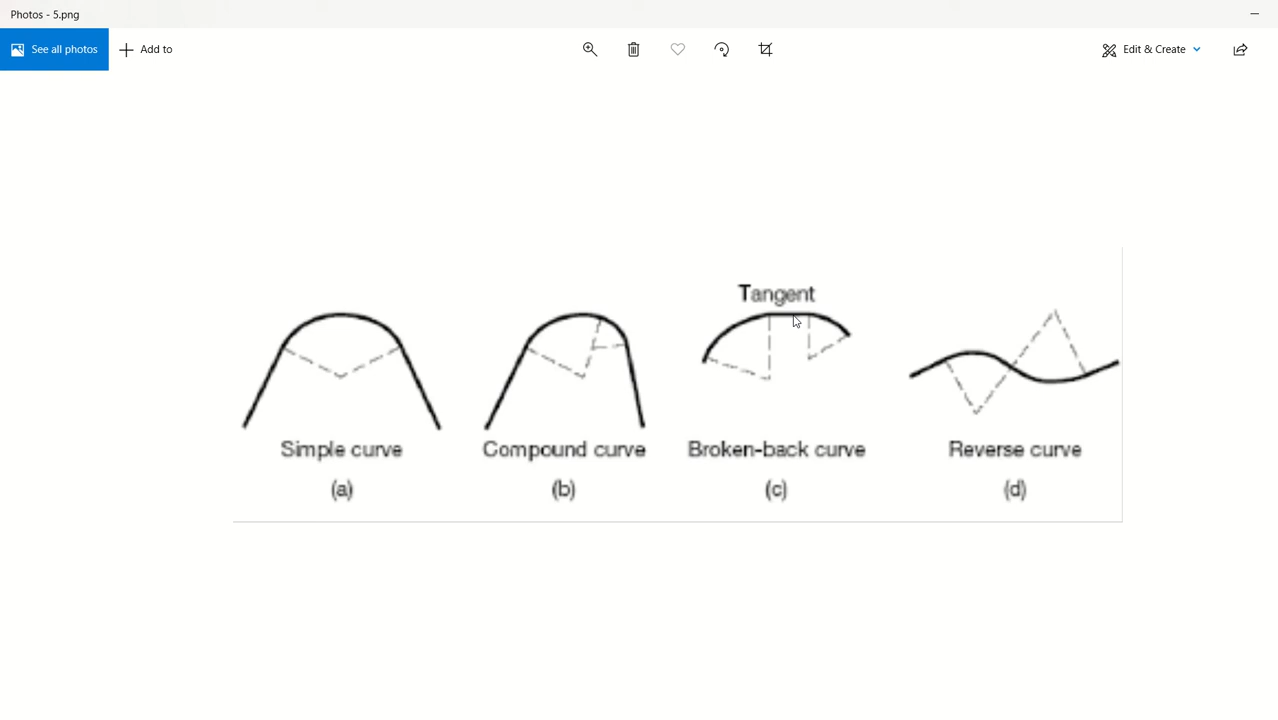 Photos - 5.png
See all photos
Add to
Edit & Create
Tangent
Simple curve
Compound curve
Broken-back curve
Reverse curve
(a)
(b)
(c)
(d)